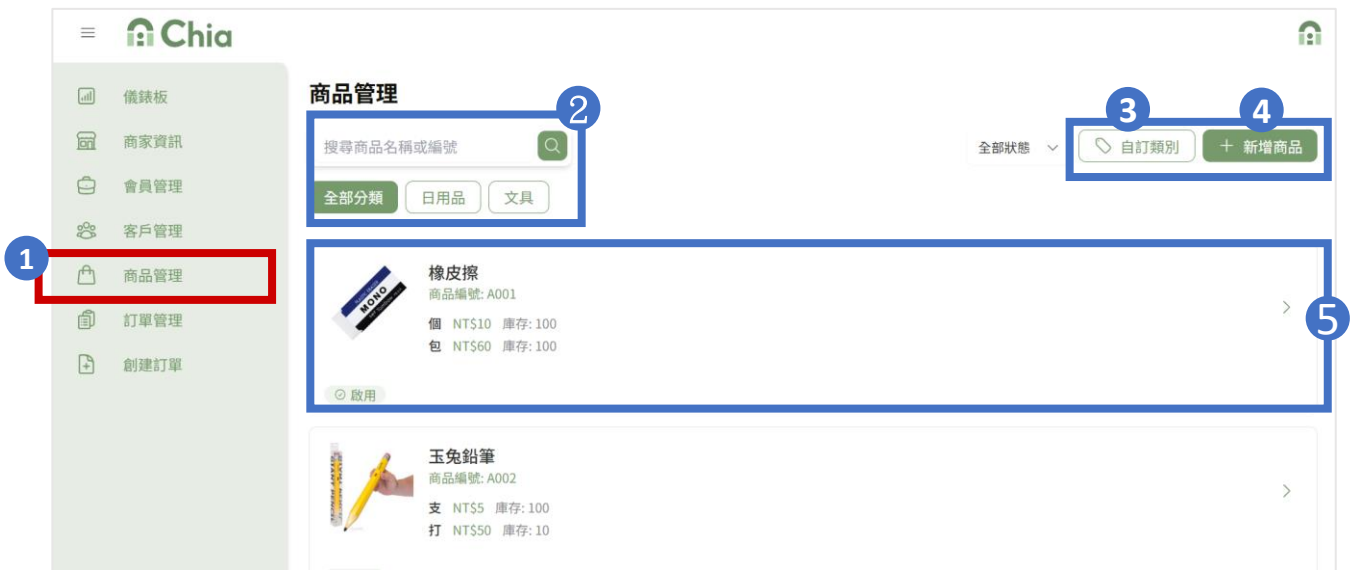 Chia
儀錶板
商家資訊
會員管理
客戶管理
1
商品管理
訂單管理
創建訂單
商品管理
2
搜尋商品名稱或編號
全部狀態
3
自訂類別
4
+ 新增商品
全部分類
日用品
文具
MONO
橡皮擦
商品編號: A001
個 NT$10 庫存: 100
包 NT$60 庫存: 100
啟用
5
玉兔鉛筆
商品編號: A002
支 NT$5 庫存: 100
打 NT$50 庫存: 10